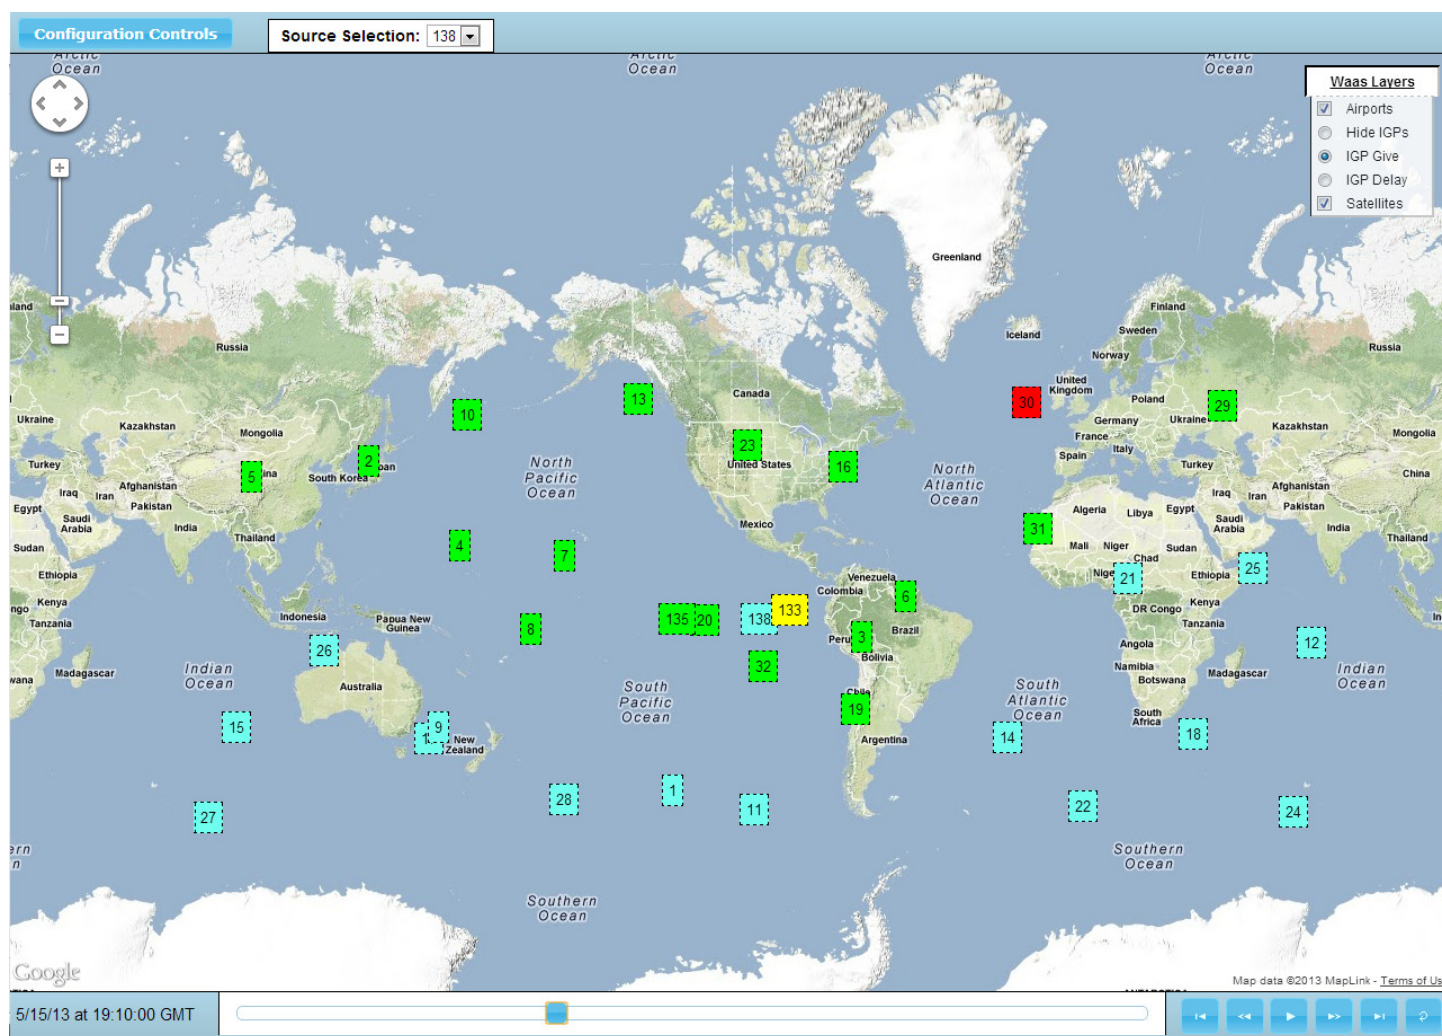 Configuration Controls
Source Selection: 138
Arctic
Ocean
Arctic
Ocean
Arctic
Ocean
Waas Layers
Airports
Hide IGPs
IGP Give
IGP Delay
Satellites
Greenland
Finland
Iceland
Sweden
Norway
Russia
Russia
United
Kingdom
Poland
Canada
13
10
30
29
Ukraine
Kazakhstan
Mongolia
Germany
Ukraine
Kazakhstan
Mongolia
France
Italy
Spain
23
16
United States
2
5
South Korea
North
Pacific
Ocean
North
Atlantic
Ocean
Turkey
Afghanistan
Iraq
Iran
Pakistan
Turkey
China
Afghanistan
Iraq
Iran
Pakistan
Egypt
Saudi
Arabia
India
Thailand
Mexico
Algeria
Libya
Egypt
Saudi
Arabia
India
Thailand
31
4
7
Sudan
Mali
Niger
Chad
Sudan
Ethiopia
Kenya
Tanzania
Venezuela
Colombia
21
Ethiopia
25
DR Congo
Kenya
Tanzania
Indonesia
Papua New
Guinea
8
135
20
138
133
6
3
Brazil
Bolivia
Angola
12
26
32
Namibia
Botswana
Madagascar
Indian
Ocean
Madagascar
Indian
Ocean
Australia
South
Pacific
Ocean
Chile
19
South
Atlantic
Ocean
South
Africa
15
9
New
Zealand
Argentina
14
18
1
28
11
22
24
27
Southern
Ocean
Southern
Ocean
Google
Map data ©2013 MapLink - Terms of Us
5/15/13 at 19:10:00 GMT